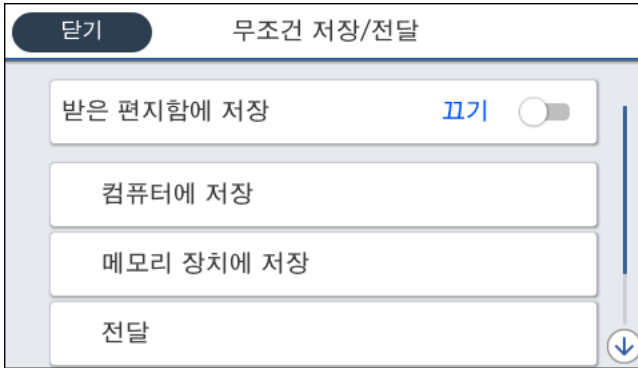 닫기 무조건 저장/전달
받은 편지함에 저장 끄기
컴퓨터에 저장
메모리 장치에 저장
전달